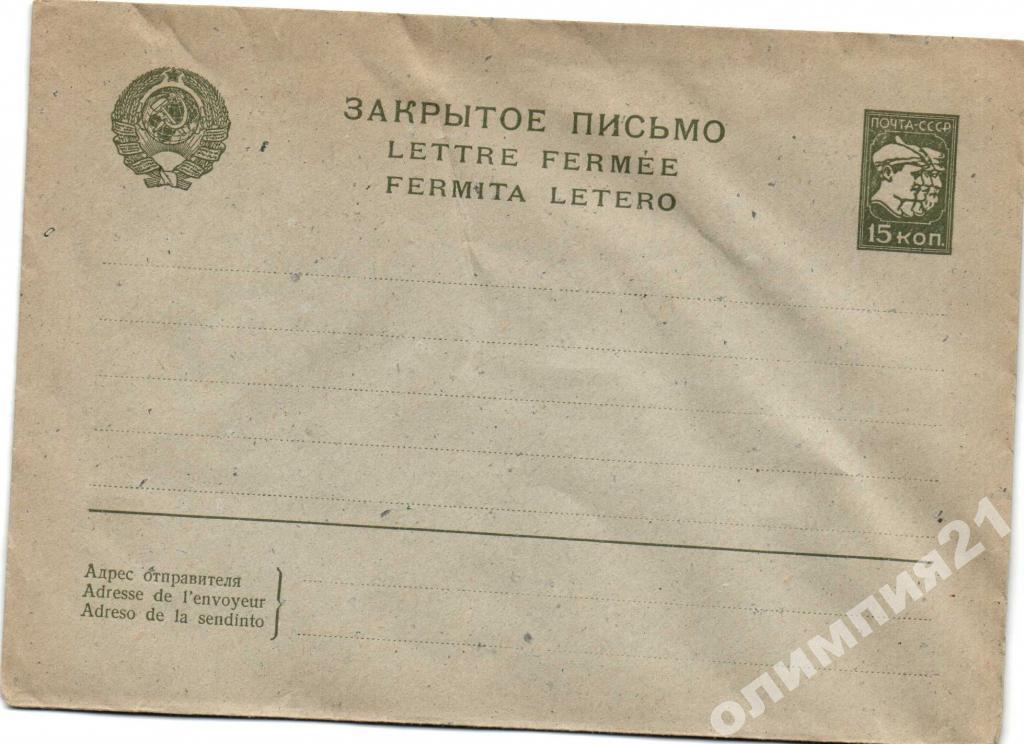 ЗАКРЫТОЕ ПИСЬМО
LETTRE FERMÉE
FERMITA LETERO
ПОЧТА-СССР
15 КОП.
Адрес отправителя
Adresse de l'envoyeur
Adreso de la sendinto
олимпия21